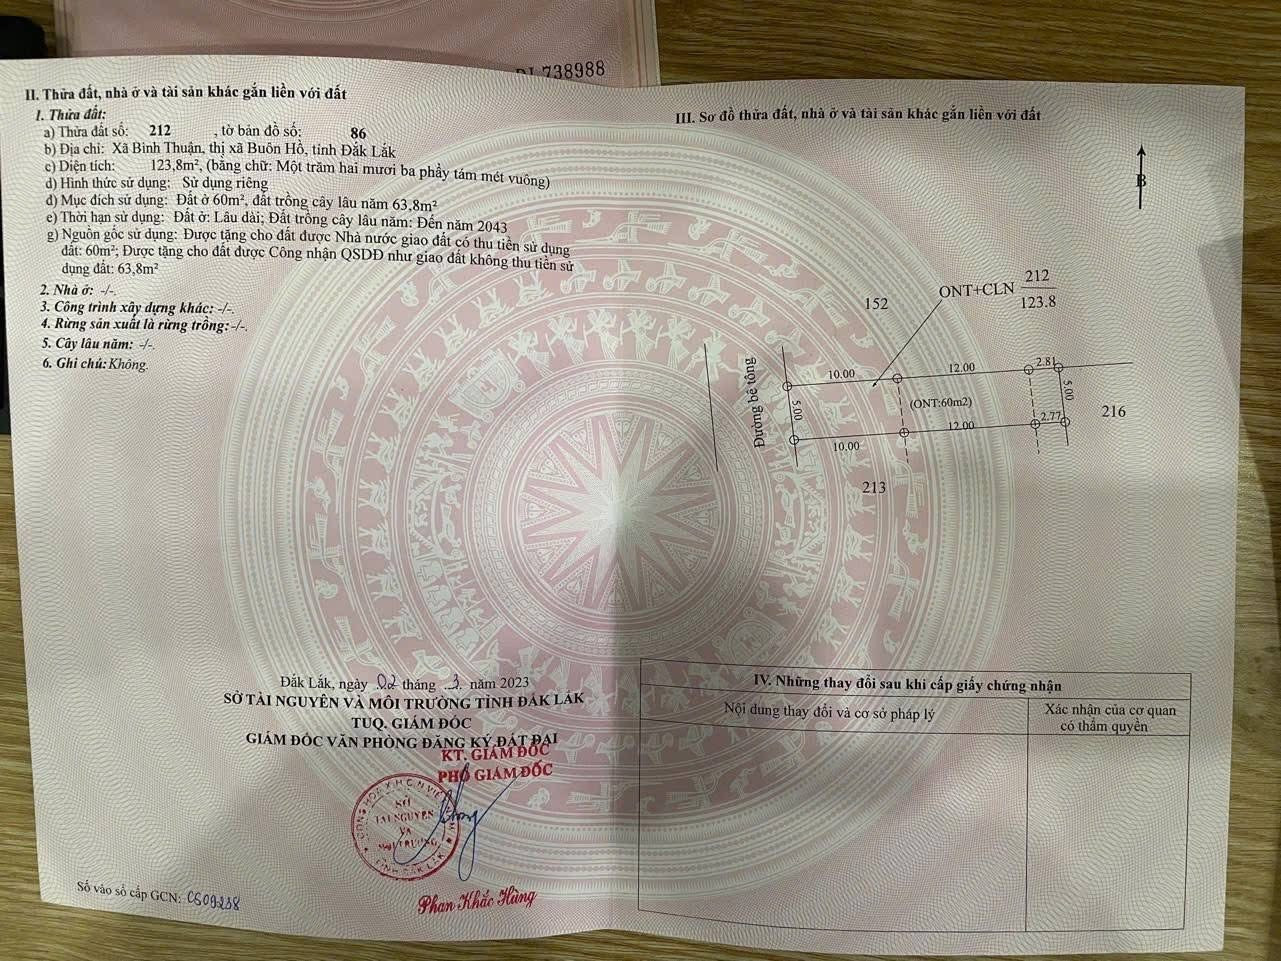 738988
II. Thửa đất, nhà ở và tài sản khác gắn liền với đất
1. Thửa đất:
a) Thửa đất số: 212 , tờ bản đồ số: 86
b) Địa chỉ: Xã Bình Thuận, thị xã Buôn Hồ, tỉnh Đắk Lắk
c) Diện tích: 123,8m², (bằng chữ: Một trăm hai mươi ba phẩy tám mét vuông)
d) Hình thức sử dụng: Sử dụng riêng
đ) Mục đích sử dụng: Đất ở 60m², đất trồng cây lâu năm 63,8m²
e) Thời hạn sử dụng: Đất ở: Lâu dài; Đất trồng cây lâu năm: Đến năm 2043
g) Nguồn gốc sử dụng: Được tặng cho đất được Nhà nước giao đất có thu tiền sử dụng
đất: 60m²; Được tặng cho đất được Công nhận QSDĐ như giao đất không thu tiền sử
dụng đất: 63,8m²
2. Nhà ở: -/-.
3. Công trình xây dựng khác: -/-.
4. Rừng sản xuất là rừng trồng: -/-.
5. Cây lâu năm: -/-.
6. Ghi chú: Không.
Đắk Lắk, ngày 02 tháng 3. năm 2023
SỞ TÀI NGUYÊN VÀ MÔI TRƯỜNG TỈNH ĐẮK LẮK
TUQ. GIÁM ĐỐC
GIÁM ĐỐC VĂN PHÒNG ĐĂNG KÝ ĐẤT ĐAI
KT. GIÁM ĐỐC
PHÓ GIÁM ĐỐC
SỞ
TÀI NGUYÊN
VÀ
MÔI TRƯỜNG
TỈNH ĐẮK LẮK
Phan Khắc Hùng
Số vào sổ cấp GCN: CS09238
III. Sơ đồ thửa đất, nhà ở và tài sản khác gắn liền với đất
B
152
ONT+CLN 212
123.8
Đường bê tông
10.00
12.00
2.81
5.00
(ONT:60m2)
5.00
216
10.00
12.00
2.77
213
IV. Những thay đổi sau khi cấp giấy chứng nhận
Nội dung thay đổi và cơ sở pháp lý
Xác nhận của cơ quan
có thẩm quyền